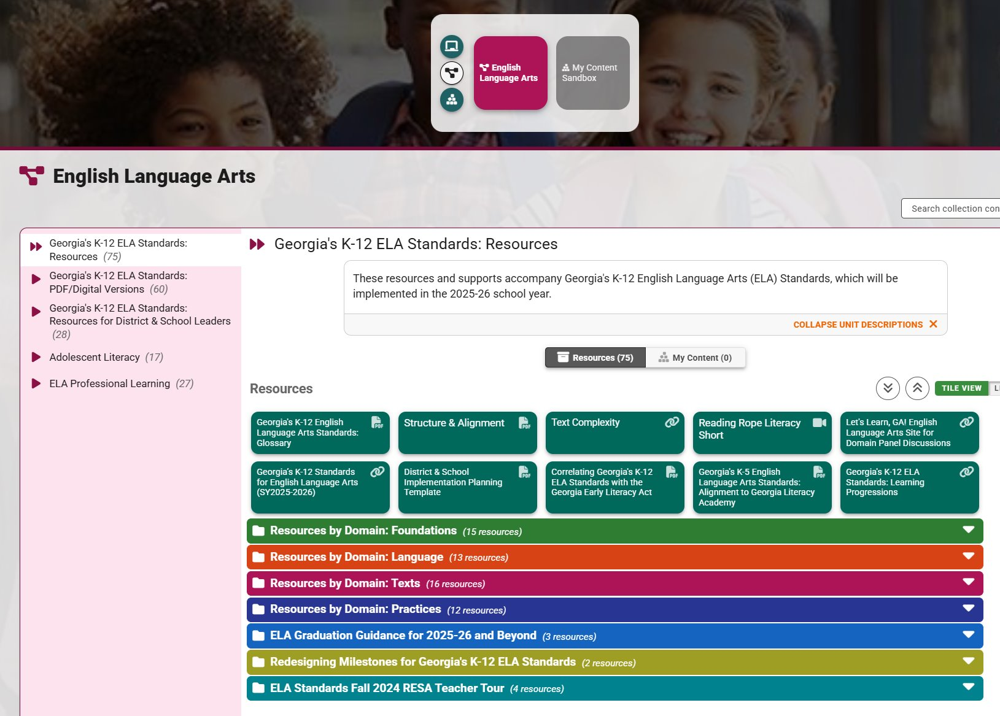 English
Language Arts
My Content
Sandbox
English Language Arts
Search collection con
Georgia's K-12 ELA Standards:
Resources (75)
Georgia's K-12 ELA Standards:
PDF/Digital Versions (60)
Georgia's K-12 ELA Standards:
Resources for District & School Leaders
(28)
Adolescent Literacy (17)
ELA Professional Learning (27)
Georgia's K-12 ELA Standards: Resources
These resources and supports accompany Georgia's K-12 English Language Arts (ELA) Standards, which will be
implemented in the 2025-26 school year.
COLLAPSE UNIT DESCRIPTIONS
Resources (75)
My Content (0)
Resources
TILE VIEW
Georgia's K-12 English
Language Arts Standards:
Glossary
PDF
Structure & Alignment
PDF
Text Complexity
Reading Rope Literacy
Short
Let's Learn, GA! English
Language Arts Site for
Domain Panel Discussions
Georgia's K-12 Standards
for English Language Arts
(SY2025-2026)
District & School
Implementation Planning
Template
PDF
Correlating Georgia's K-12
ELA Standards with the
Georgia Early Literacy Act
PDF
Georgia's K-5 English
Language Arts Standards:
Alignment to Georgia Literacy
Academy
PDF
Georgia's K-12 ELA
Standards: Learning
Progressions
Resources by Domain: Foundations (15 resources)
Resources by Domain: Language (13 resources)
Resources by Domain: Texts (16 resources)
Resources by Domain: Practices (12 resources)
ELA Graduation Guidance for 2025-26 and Beyond (3 resources)
Redesigning Milestones for Georgia's K-12 ELA Standards (2 resources)
ELA Standards Fall 2024 RESA Teacher Tour (4 resources)